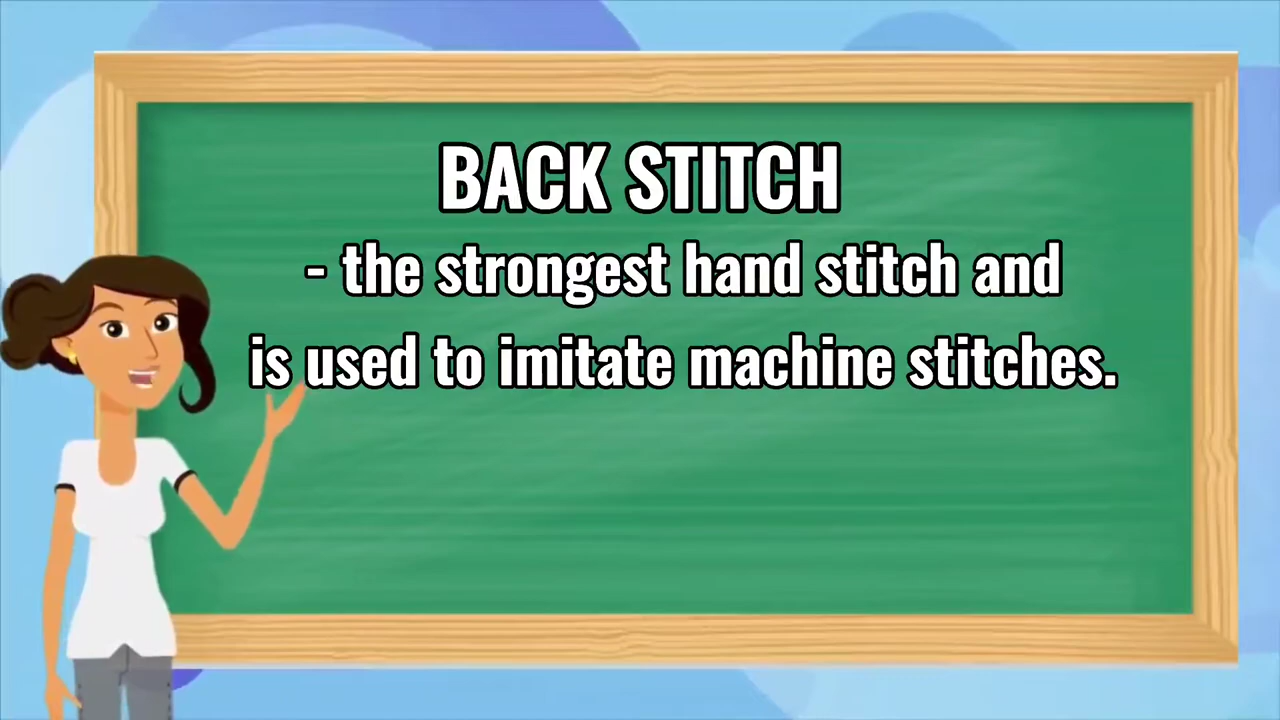 BACK STITCH
- the strongest hand stitch and
is used to imitate machine stitches.